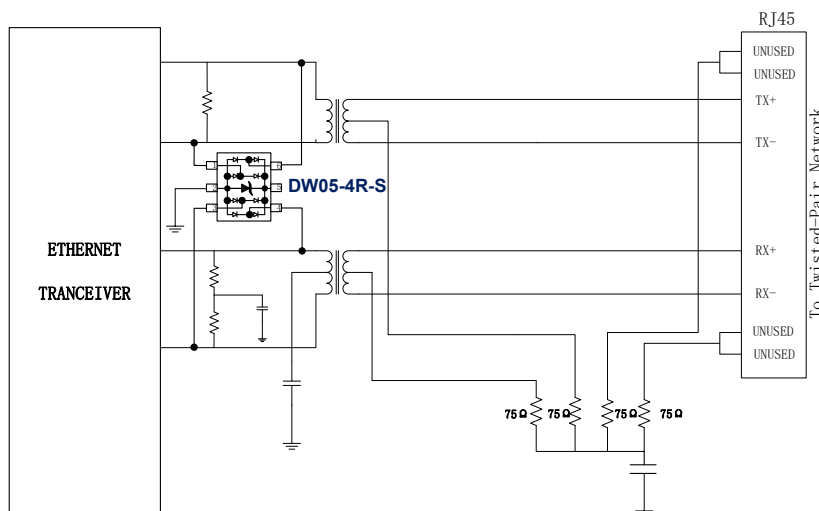 RJ45
UNUSED
UNUSED
TX+
TX-
DW05-4R-S
ETHERNET
TRANCEIVER
RX+
RX-
UNUSED
UNUSED
To Twisted-Pair Network
75Ω
75Ω
75Ω
75Ω